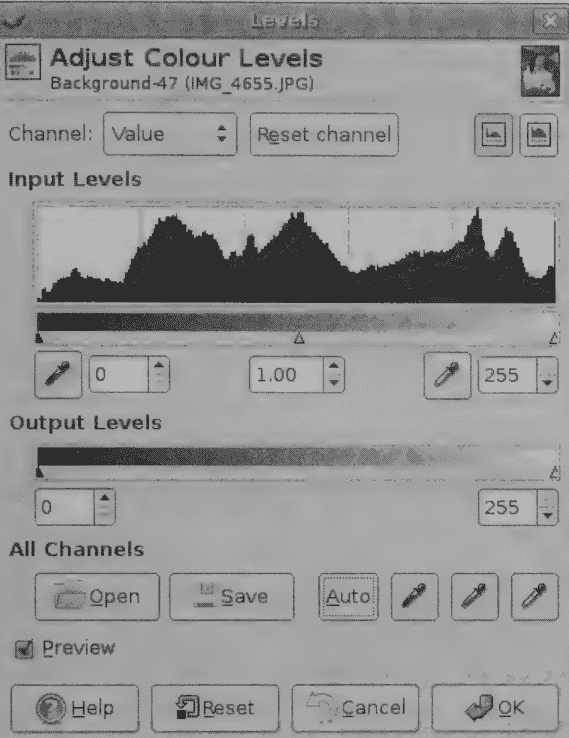 Levels
Adjust Colour Levels
Background-47 (IMG_4655.JPG)
Channel: Value Reset channel
Input Levels
0 1.00 255
Output Levels
0 255
All Channels
Open Save Auto
Preview
Help Reset Cancel OK